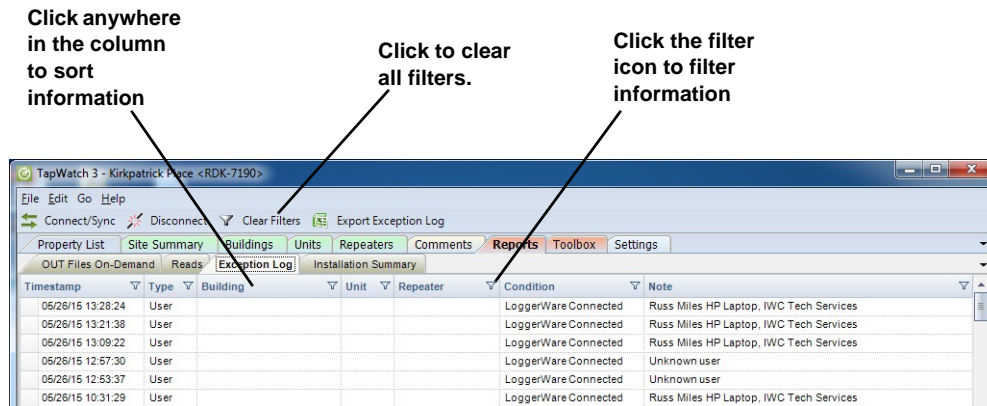 Click anywhere
in the column
to sort
information
Click to clear
all filters.
Click the filter
icon to filter
information
TapWatch 3 - Kirkpatrick Place <RDK-7190>
File Edit Go Help
Connect/Sync Disconnect Clear Filters Export Exception Log
Property List Site Summary Buildings Units Repeaters Comments Reports Toolbox Settings
OUT Files On-Demand Reads Exception Log Installation Summary
Timestamp Type Building Unit Repeater Condition Note
05/26/15 13:28:24 User LoggerWare Connected Russ Miles HP Laptop, IWC Tech Services
05/26/15 13:21:38 User LoggerWare Connected Russ Miles HP Laptop, IWC Tech Services
05/26/15 13:09:22 User LoggerWare Connected Russ Miles HP Laptop, IWC Tech Services
05/26/15 12:57:30 User LoggerWare Connected Unknown user
05/26/15 12:53:37 User LoggerWare Connected Unknown user
05/26/15 10:31:29 User LoggerWare Connected Russ Miles HP Laptop, IWC Tech Services